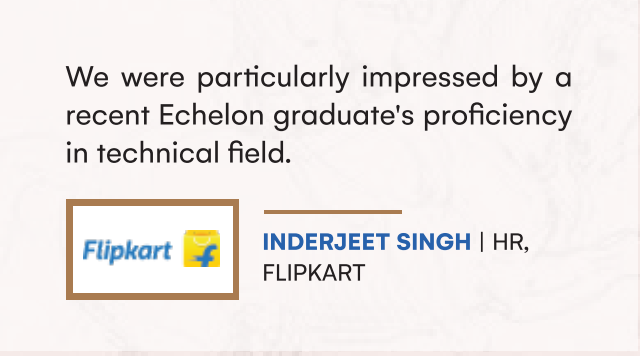 We were particularly impressed by a
recent Echelon graduate's proficiency
in technical field.
Flipkart
INDERJEET SINGH | HR,
FLIPKART